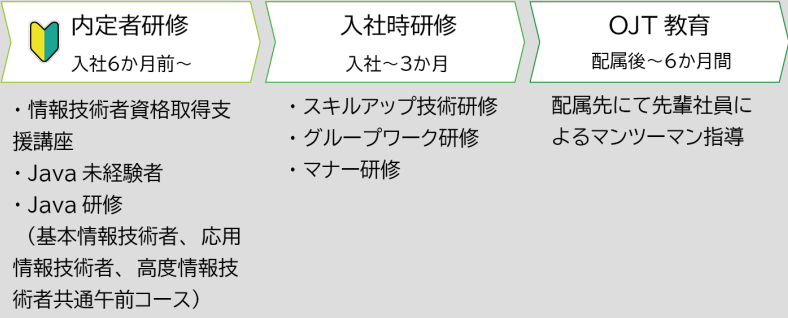 内定者研修
入社6か月前～
・情報技術者資格取得支
援講座
・Java 未経験者
・Java 研修
（基本情報技術者、応用
情報技術者、高度情報技
術者共通午前コース）
入社時研修
入社～3か月
・スキルアップ技術研修
・グループワーク研修
・マナー研修
OJT 教育
配属後～6か月間
配属先にて先輩社員に
よるマンツーマン指導